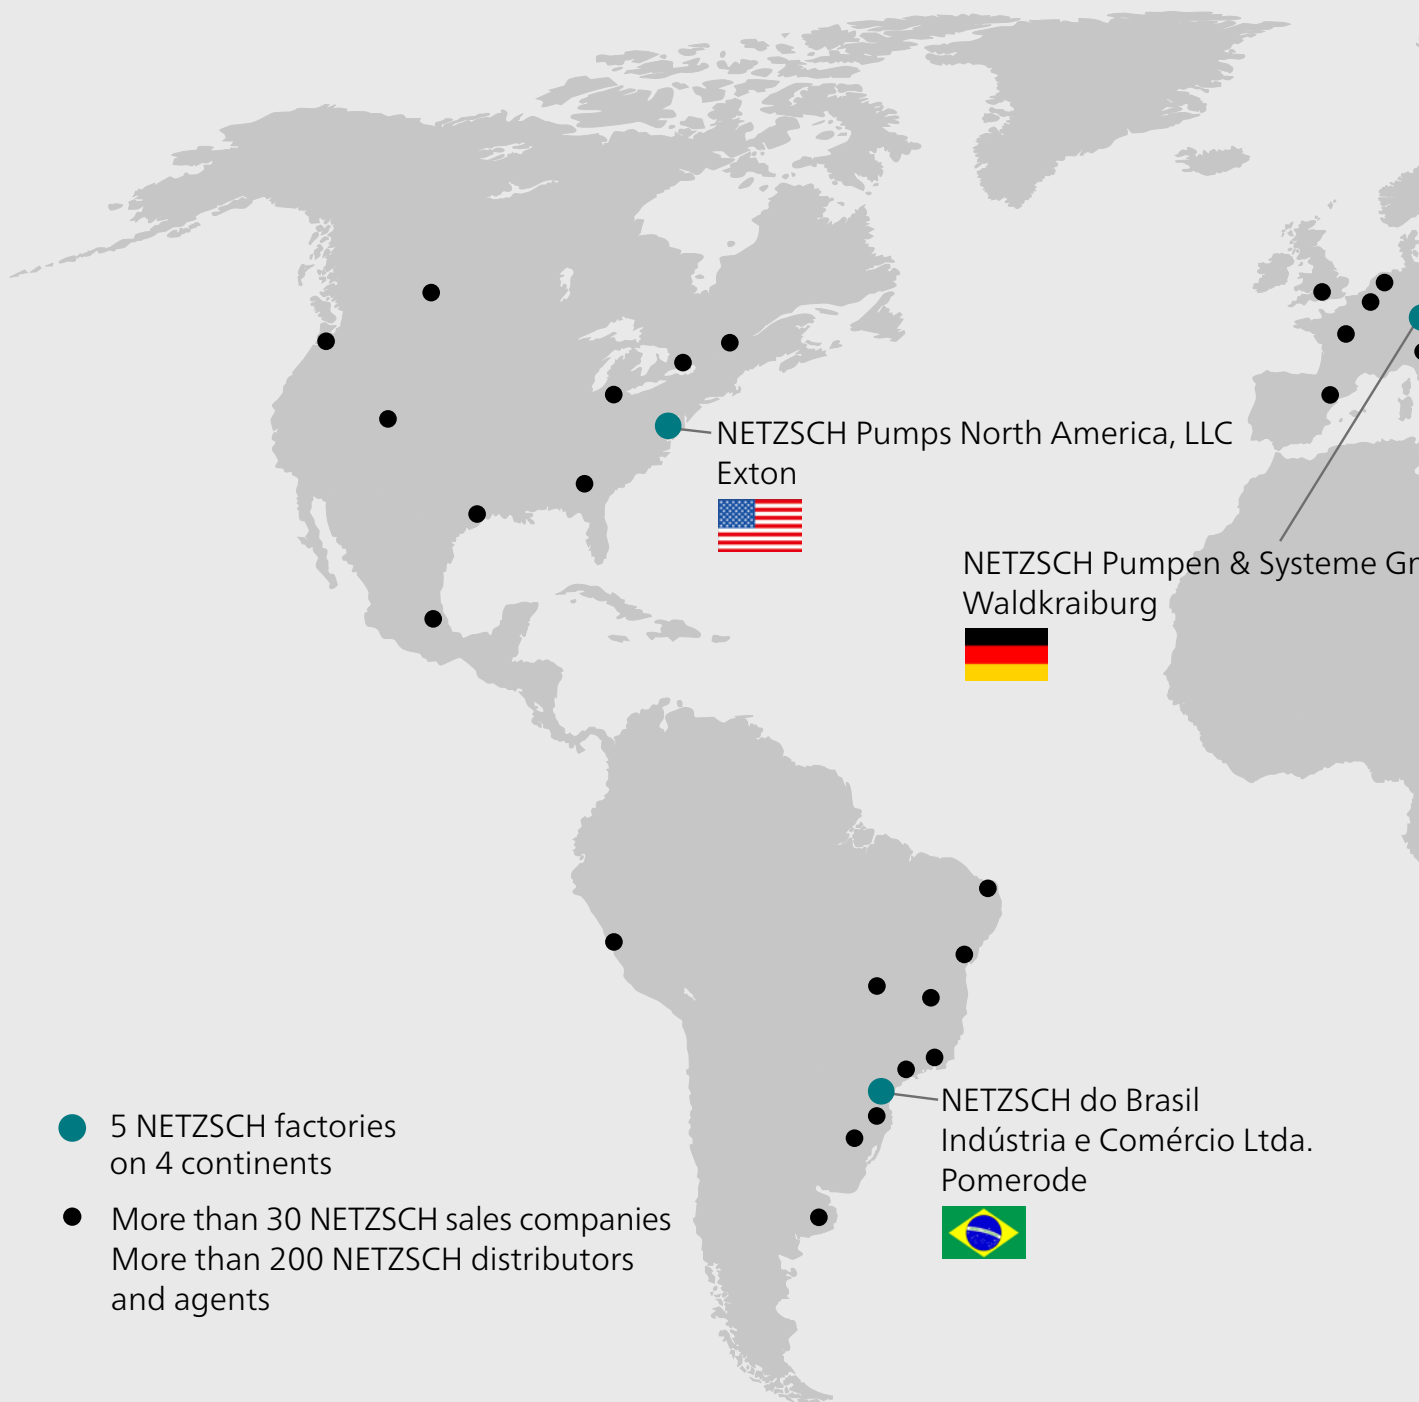 NETZSCH Pumps North America, LLC
Exton
NETZSCH Pumpen & Systeme
Waldkraiburg
NETZSCH do Brasil
Indústria e Comércio Ltda.
Pomerode
5 NETZSCH factories
on 4 continents
More than 30 NETZSCH sales companies
More than 200 NETZSCH distributors
and agents